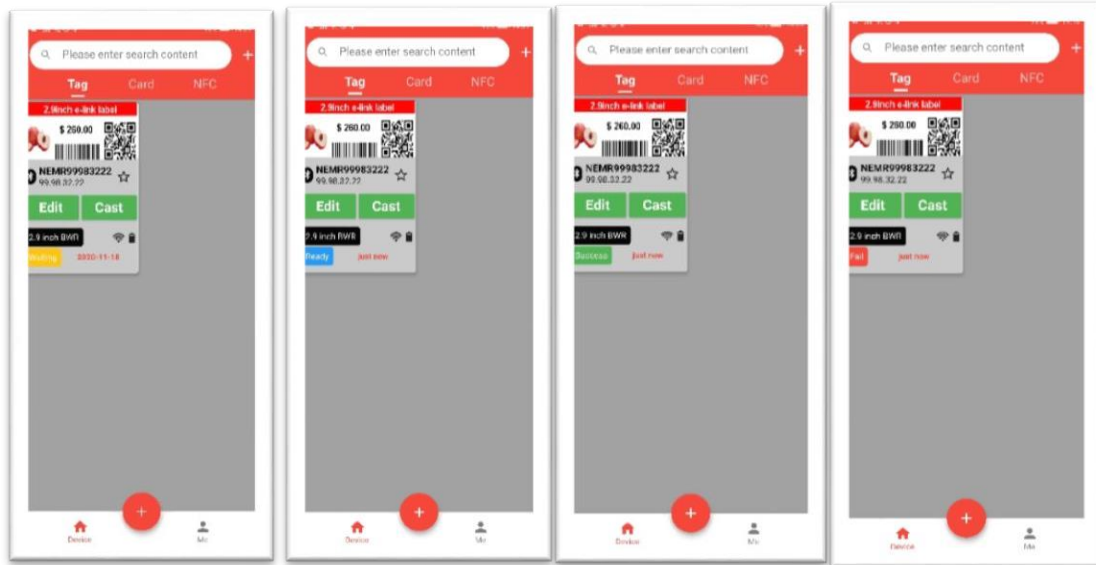 Please enter search content +
Tag Card NFC
2.9inch e-link label
$ 260.00
NEMR99983222
99.98.32.22
Edit Cast
2.9 inch BWR
Waiting 2020-11-18
+
Device Me
Please enter search content +
Tag Card NFC
2.9inch e-link label
$ 260.00
NEMR99983222
99.98.32.22
Edit Cast
2.9 inch BWR
Ready just now
+
Device Me
Please enter search content +
Tag Card NFC
2.9inch e-link label
$ 260.00
NEMR99983222
99.98.32.22
Edit Cast
2.9 inch BWR
Success just now
+
Device Me
Please enter search content +
Tag Card NFC
2.9inch e-link label
$ 260.00
NEMR99983222
99.98.32.22
Edit Cast
2.9 inch BWR
Fail just now
+
Device Me